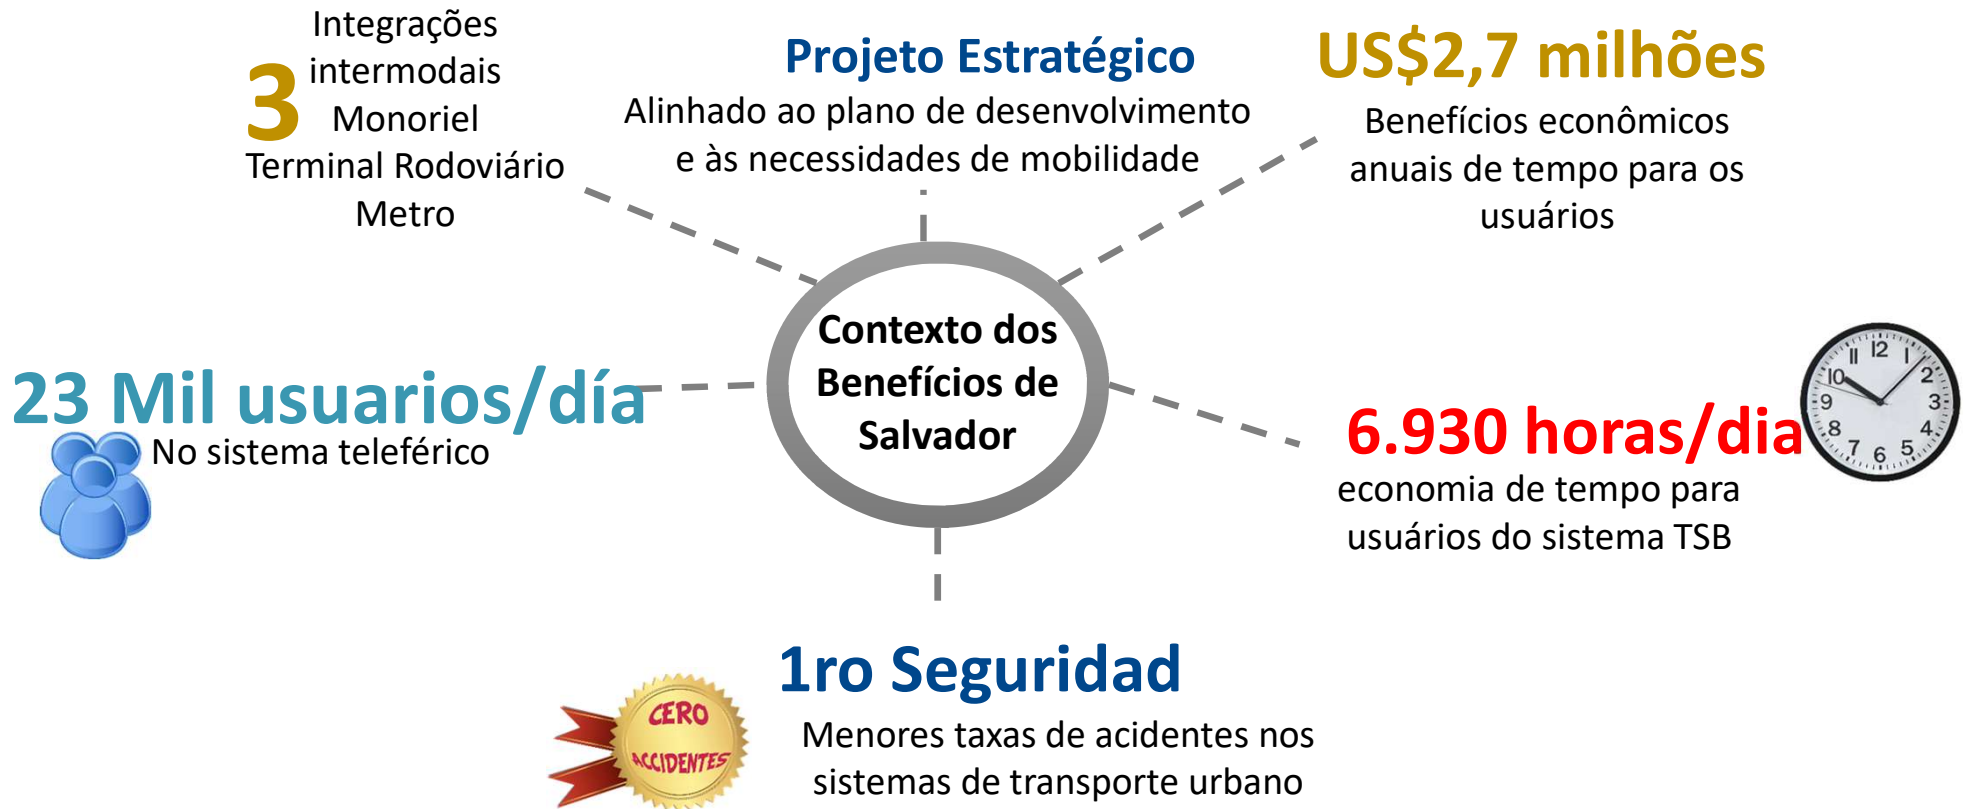 3
Integrações
intermodais
Monoriel
Terminal Rodoviário
Metro
Projeto Estratégico
Alinhado ao plano de desenvolvimento
e às necessidades de mobilidade
US$2,7 milhões
Benefícios econômicos
anuais de tempo para os
usuários
Contexto dos
Benefícios de
Salvador
23 Mil usuarios/día
No sistema teleférico
6.930 horas/dia
economia de tempo para
usuários do sistema TSB
12
1
2
3
4
5
6
7
8
9
10
11
1ro Seguridad
Menores taxas de acidentes nos
sistemas de transporte urbano
CERO
ACCIDENTES